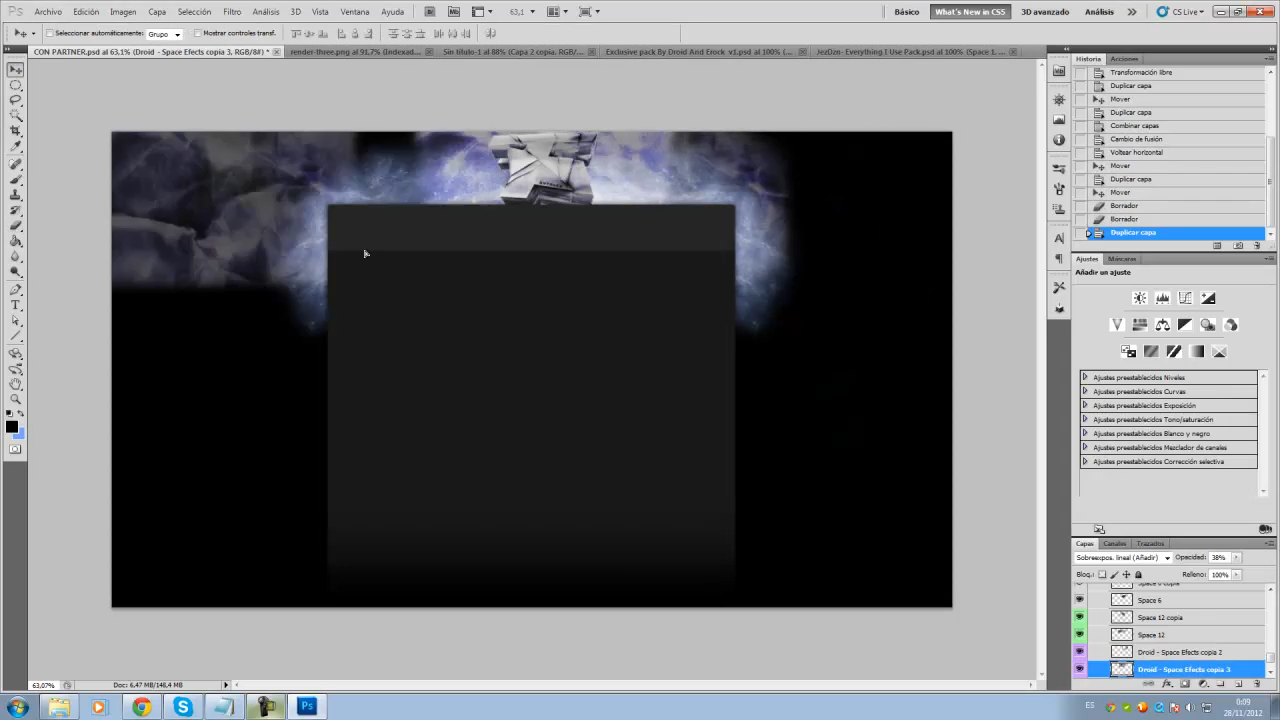 Ps Archivo Edición Imagen Capa Selección Filtro Análisis 3D Vista Ventana Ayuda Br Mb 63,1 Básico What's New in CS5 3D avanzado Análisis CS Live
Seleccionar automáticamente: Grupo Mostrar controles transf.
CON PARTNER.psd al 63,1% (Droid - Space Efects copia 3, RGB/8#) * render-three.png al 91,7% (Indexad... Sin título-1 al 88% (Capa 2 copia, RGB/... Exclusive pack By Droid And Erock v1.psd al 100% (... JezDzn- Everything I Use Pack.psd al 100% (Space 1, ...
Historia Acciones
Transformación libre
Duplicar capa
Mover
Duplicar capa
Combinar capas
Cambio de fusión
Voltear horizontal
Mover
Duplicar capa
Mover
Borrador
Borrador
Duplicar capa
Ajustes Máscaras
Añadir un ajuste
Ajustes preestablecidos Niveles
Ajustes preestablecidos Curvas
Ajustes preestablecidos Exposición
Ajustes preestablecidos Tono/saturación
Ajustes preestablecidos Blanco y negro
Ajustes preestablecidos Mezclador de canales
Ajustes preestablecidos Corrección selectiva
Capas Canales Trazados
Sobreexpos. lineal (Añadir) Opacidad: 38%
Bloq.: Relleno: 100%
Space 6
Space 12 copia
Space 12
Droid - Space Efects copia 2
Droid - Space Efects copia 3
63,07% Doc: 6,47 MB/148,4 MB
ES 0:09
28/11/2012